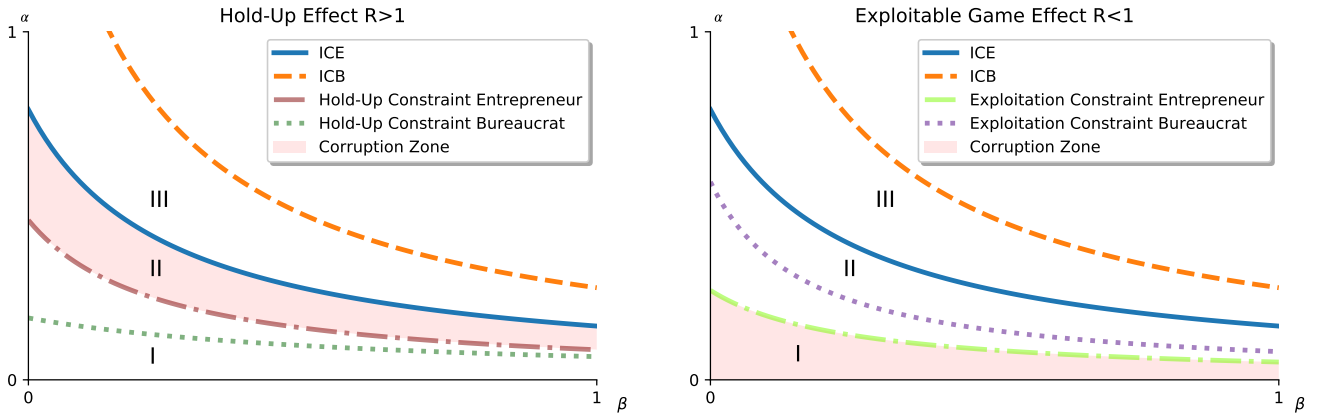 Hold-Up Effect R>1
α
1
ICE
ICB
Hold-Up Constraint Entrepreneur
Hold-Up Constraint Bureaucrat
Corruption Zone
III
II
I
0
0
1
β
Exploitable Game Effect R<1
α
1
ICE
ICB
Exploitation Constraint Entrepreneur
Exploitation Constraint Bureaucrat
Corruption Zone
III
II
I
0
0
1
β